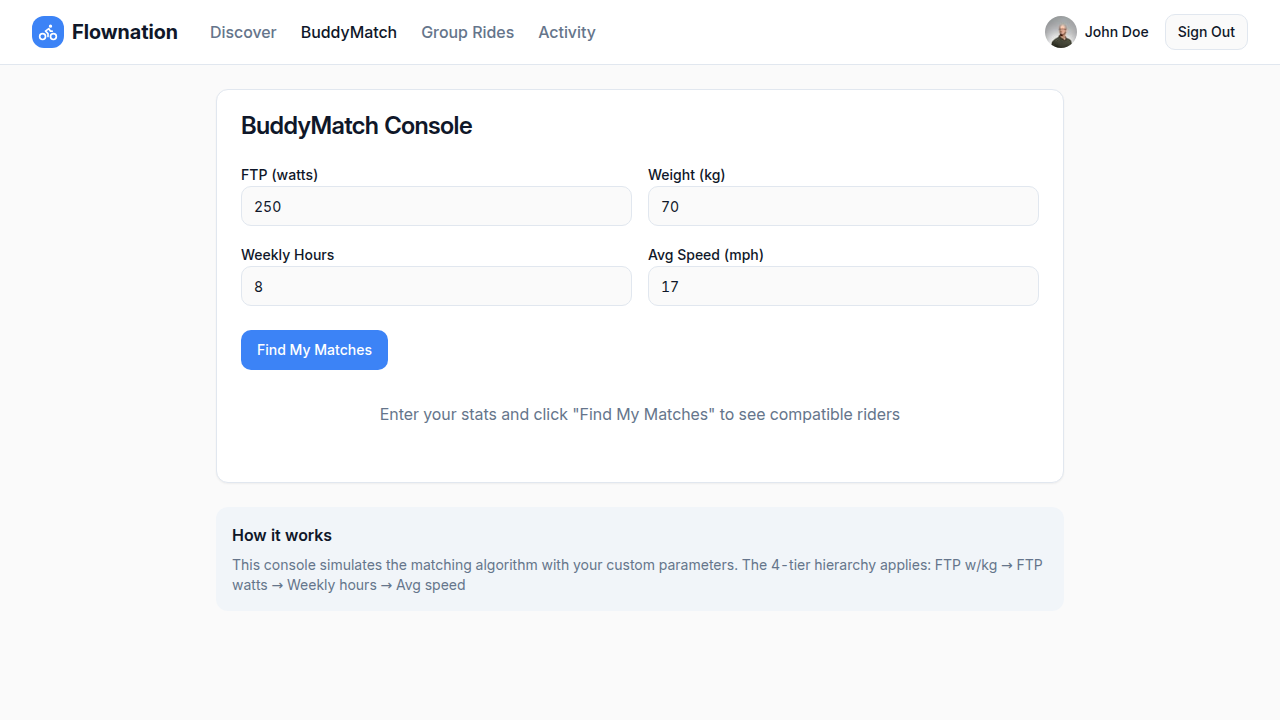 Flownation
Discover
BuddyMatch
Group Rides
Activity
John Doe
Sign Out
BuddyMatch Console
FTP (watts)
Weight (kg)
250
70
Weekly Hours
Avg Speed (mph)
8
17
Find My Matches
Enter your stats and click "Find My Matches" to see compatible riders
How it works
This console simulates the matching algorithm with your custom parameters. The 4-tier hierarchy applies: FTP w/kg → FTP
watts → Weekly hours → Avg speed